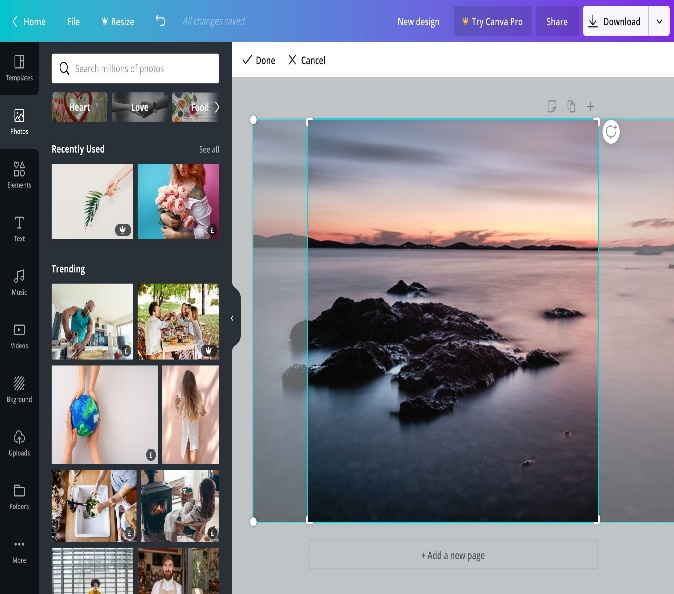 Home File Resize All changes saved New design Try Canva Pro Share Download
Done Cancel
Templates
Photos
Elements
Text
Music
Videos
Bkground
Uploads
Folders
More
Search millions of photos
Heart Love Food
Recently Used See all
£
Trending
£
£
£ £
+ Add a new page